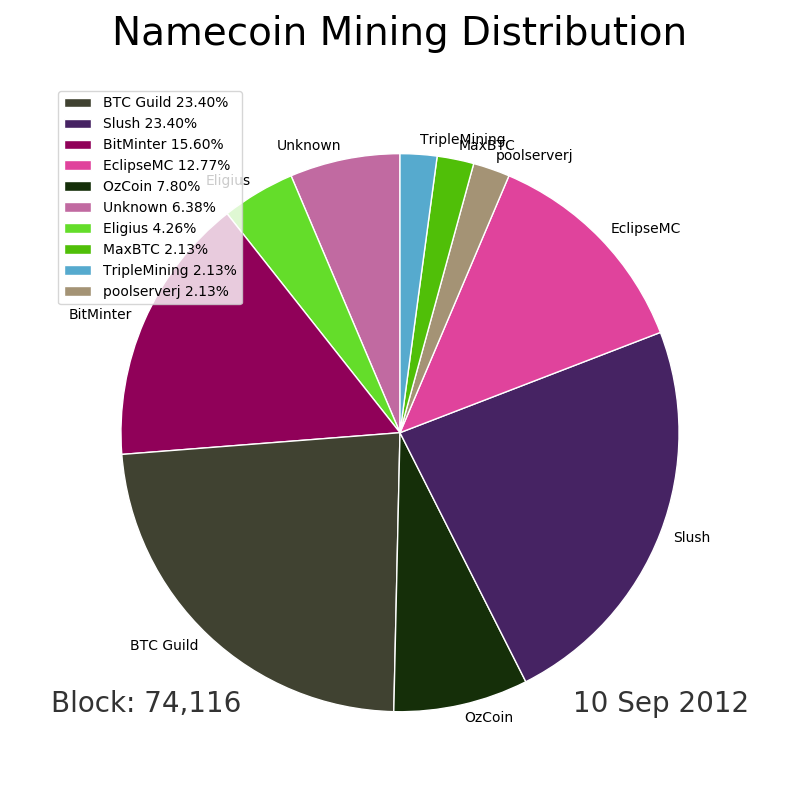 Namecoin Mining Distribution
BTC Guild 23.40%
Slush 23.40%
BitMinter 15.60%
EclipseMC 12.77%
OzCoin 7.80%
Unknown 6.38%
Eligius 4.26%
MaxBTC 2.13%
TripleMining 2.13%
poolserverj 2.13%
Unknown
TripleMining
MaxBTC
poolserverj
Eligius
EclipseMC
BitMinter
Slush
BTC Guild
OzCoin
Block: 74,116
10 Sep 2012